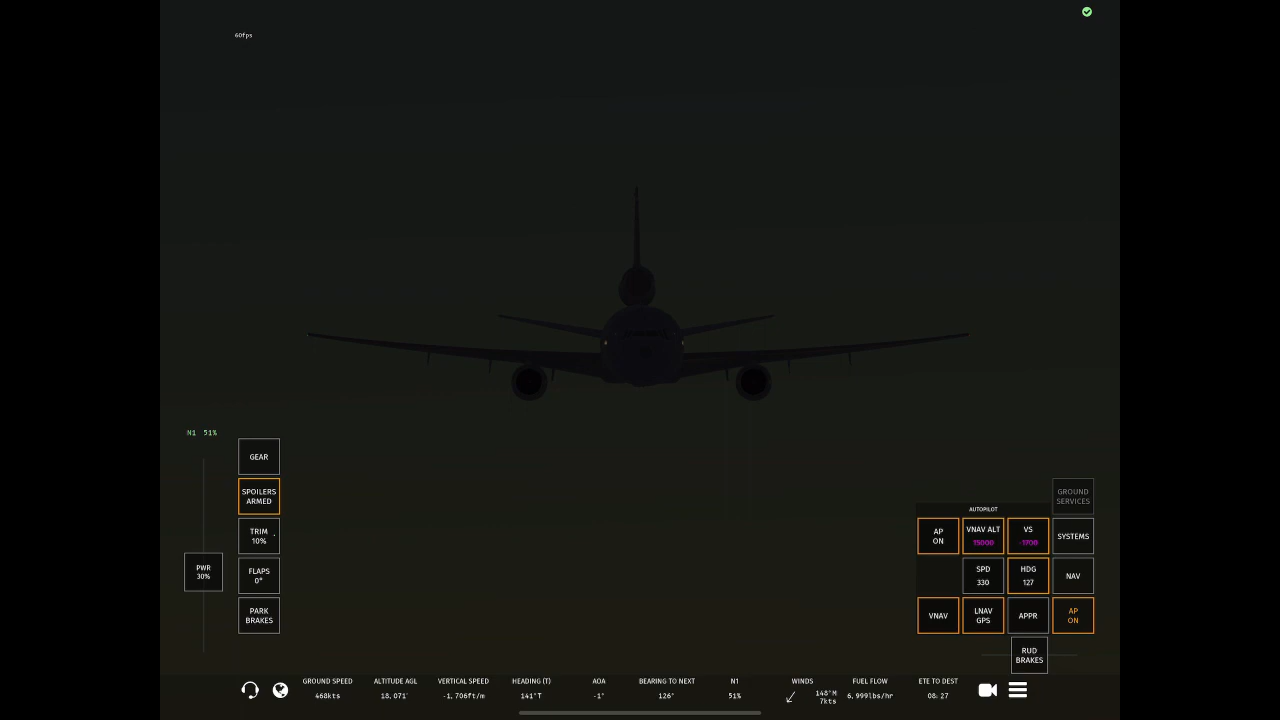 60fps
N1 51%
GEAR
SPOILERS
ARMED
TRIM
10%
FLAPS
0°
PARK
BRAKES
PWR
30%
GROUND
SERVICES
AUTOPILOT
AP
ON
VNAV ALT
15000
VS
-1700
SYSTEMS
SPD
330
HDG
127
NAV
VNAV
LNAV
GPS
APPR
AP
ON
RUD
BRAKES
GROUND SPEED
468kts
ALTITUDE AGL
18,071'
VERTICAL SPEED
-1,706ft/m
HEADING (T)
141°T
AOA
-1°
BEARING TO NEXT
126°
N1
51%
WINDS
148°M
7kts
FUEL FLOW
6,999lbs/hr
ETE TO DEST
08:27